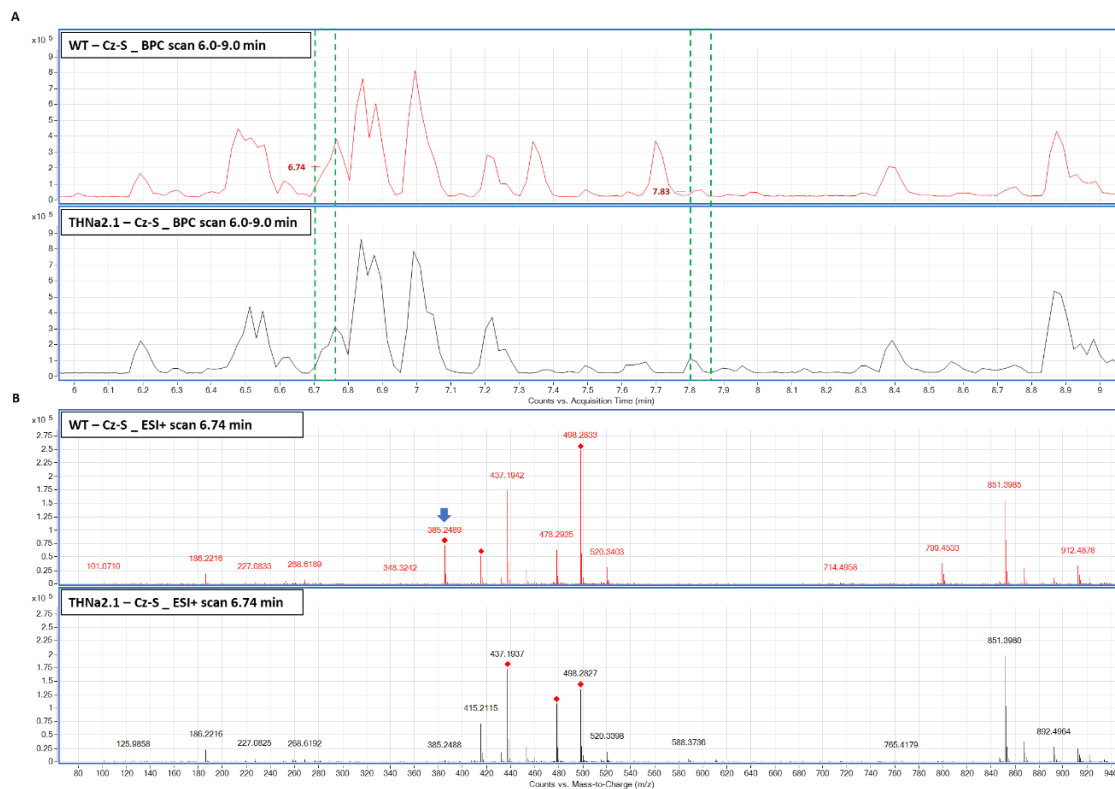 A
x10 5
WT – Cz-S _ BPC scan 6.0-9.0 min
9
8
7
6
5
4
3
2
1
0
6.74
7.83
x10 5
THNa2.1 – Cz-S _ BPC scan 6.0-9.0 min
9
8
7
6
5
4
3
2
1
0
6 6.1 6.2 6.3 6.4 6.5 6.6 6.7 6.8 6.9 7 7.1 7.2 7.3 7.4 7.5 7.6 7.7 7.8 7.9 8 8.1 8.2 8.3 8.4 8.5 8.6 8.7 8.8 8.9 9
Counts vs. Acquisition Time (min)
B
x10 5
WT – Cz-S _ ESI+ scan 6.74 min
2.75
2.5
2.25
2
1.75
1.5
1.25
1
0.75
0.5
0.25
0
101.0710 186.2216 227.0833 268.6189 348.3242 385.2489 437.1942 478.2935 498.2833 520.3403 714.4958 799.4533 851.3985 912.4878
x10 5
THNa2.1 – Cz-S _ ESI+ scan 6.74 min
2.75
2.5
2.25
2
1.75
1.5
1.25
1
0.75
0.5
0.25
0
125.9858 186.2216 227.0825 268.6192 385.2488 415.2115 437.1937 498.2827 520.3398 588.3736 765.4179 851.3980 892.4964
80 100 120 140 160 180 200 220 240 260 280 300 320 340 360 380 400 420 440 460 480 500 520 540 560 580 600 620 640 660 680 700 720 740 760 780 800 820 840 860 880 900 920 940
Counts vs. Mass-to-Charge (m/z)